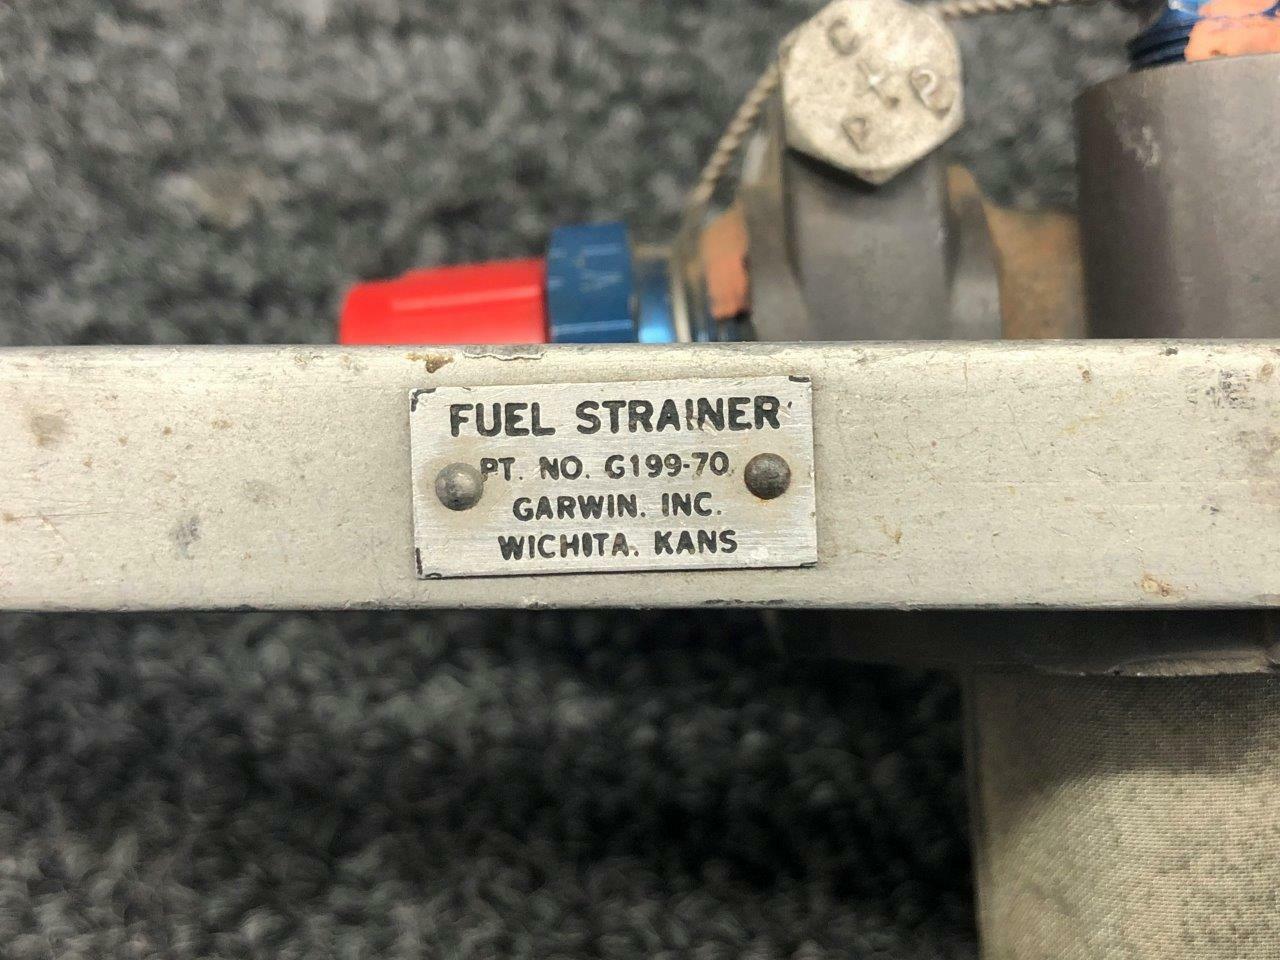 FUEL STRAINER
PT. NO. G199-70
GARWIN. INC.
WICHITA. KANS